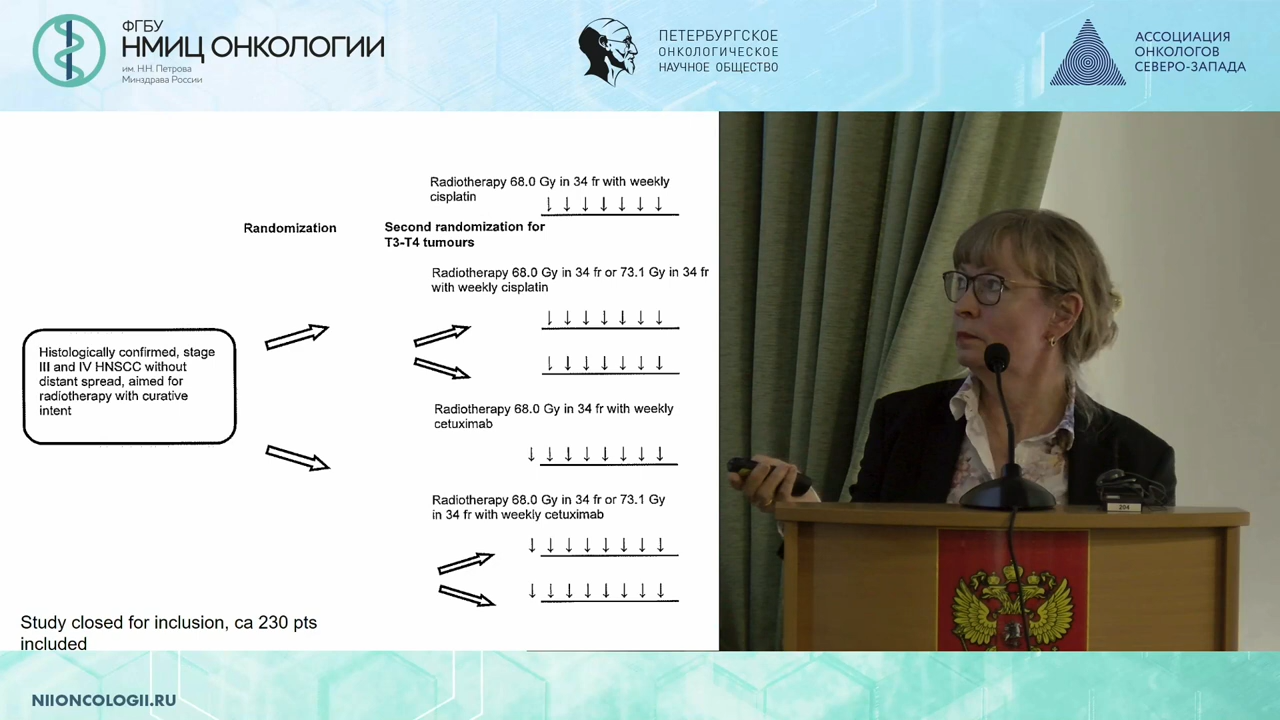 ФГБУ
НМИЦ ОНКОЛОГИИ
им. Н.Н. Петрова
Минздрава России
ПЕТЕРБУРГСКОЕ
ОНКОЛОГИЧЕСКОЕ
НАУЧНОЕ ОБЩЕСТВО
АССОЦИАЦИЯ
ОНКОЛОГОВ
СЕВЕРО-ЗАПАДА
Radiotherapy 68.0 Gy in 34 fr with weekly
cisplatin
Randomization
Second randomization for
T3-T4 tumours
Radiotherapy 68.0 Gy in 34 fr or 73.1 Gy in 34 fr
with weekly cisplatin
Histologically confirmed, stage
III and IV HNSCC without
distant spread, aimed for
radiotherapy with curative
intent
Radiotherapy 68.0 Gy in 34 fr with weekly
cetuximab
Radiotherapy 68.0 Gy in 34 fr or 73.1 Gy
in 34 fr with weekly cetuximab
Study closed for inclusion, ca 230 pts
included
204
NIIONCOLOGII.RU